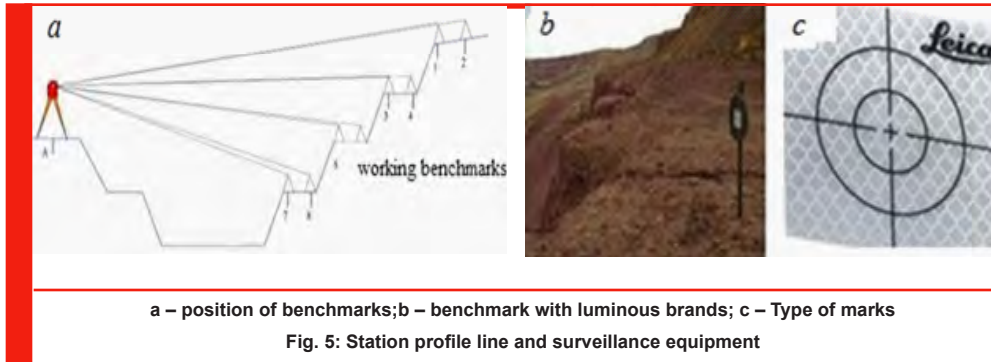 a
b
c
Leica
1
2
3
4
5
A
working benchmarks
7
8
a – position of benchmarks;b – benchmark with luminous brands; c – Type of marks
Fig. 5: Station profile line and surveillance equipment